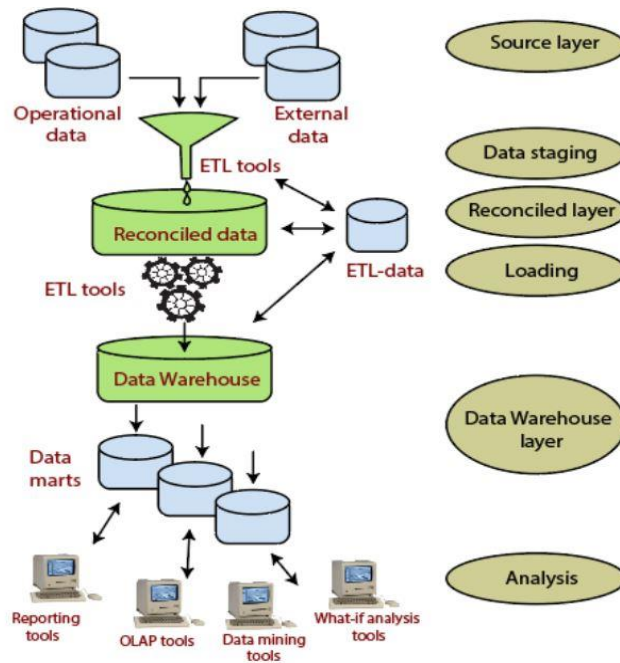 Source layer
Operational
data
External
data
ETL tools
Data staging
Reconciled data
Reconciled layer
ETL-data
ETL tools
Loading
Data Warehouse
Data Warehouse
layer
Data
marts
Analysis
Reporting
tools
OLAP tools
Data mining
tools
What-if analysis
tools